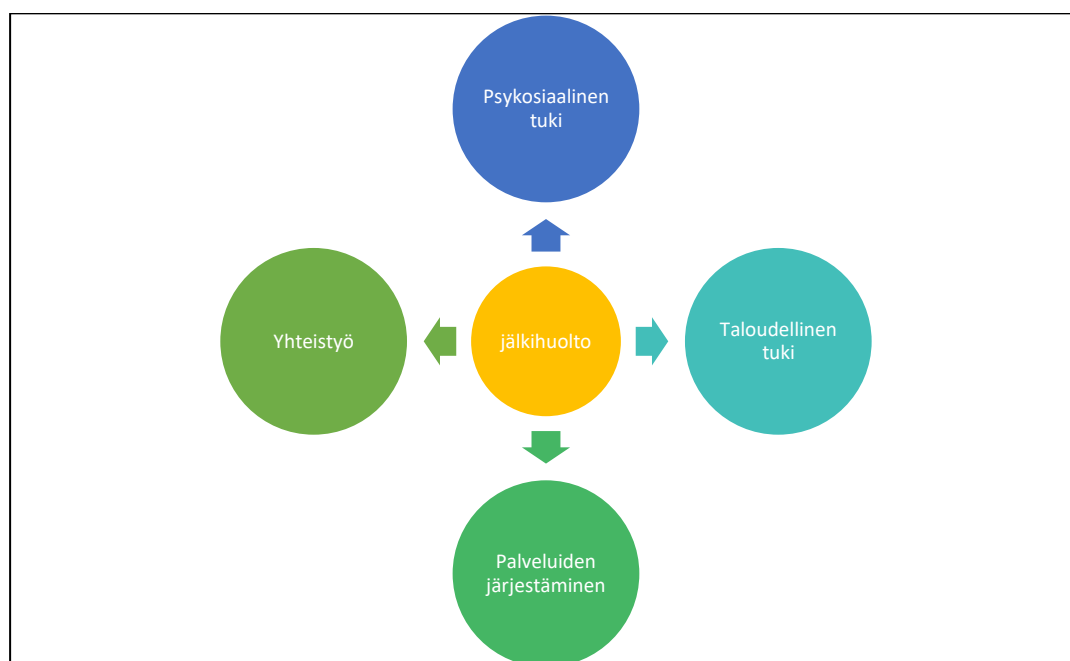 Psykosiaalinen
tuki
Yhteistyö
jälkihuolto
Taloudellinen
tuki
Palveluiden
järjestäminen